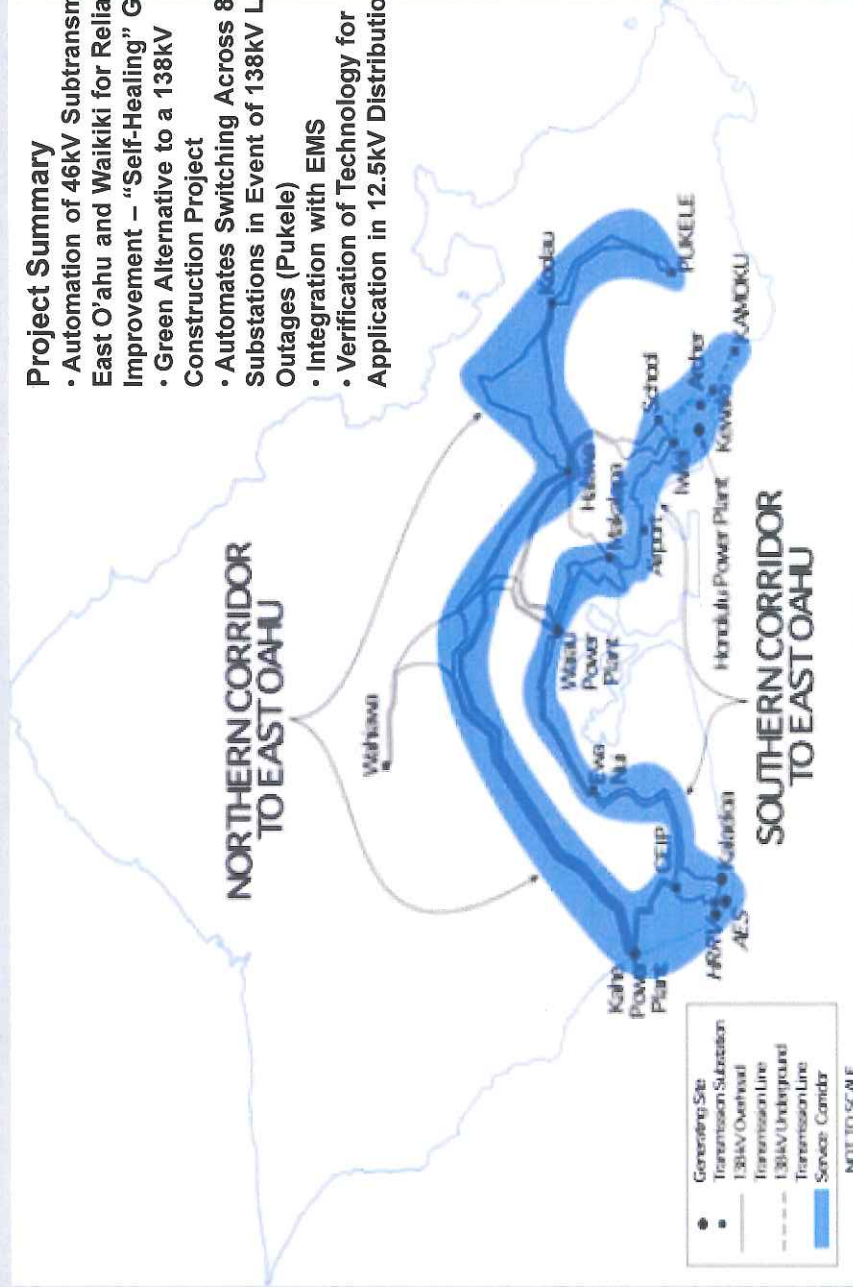 Project Summary
• Automation of 46kV Subtransm
East O'ahu and Waikiki for Relia
Improvement – "Self-Healing" G
• Green Alternative to a 138kV
Construction Project
• Automates Switching Across 8
Substations in Event of 138kV L
Outages (Pukele)
• Integration with EMS
• Verification of Technology for
Application in 12.5kV Distributio
NORTHERN CORRIDOR
TO EAST OAHU
Wahiawa
Koolau
PUKELE
Halawa
School
Archer
KAMOKU
Makalapa
Iwilei
Kewalo
Airport
Waiau
Power
Plant
Honolulu Power Plant
Ewa
Nui
SOUTHERN CORRIDOR
TO EAST OAHU
CEIP
Kalaeloa
Kahe
Power
Plant
HRRV
AES
Generating Site
Transmission Substation
138kV Overhead
Transmission Line
138kV Underground
Transmission Line
Service Corridor
NOT TO SCALE